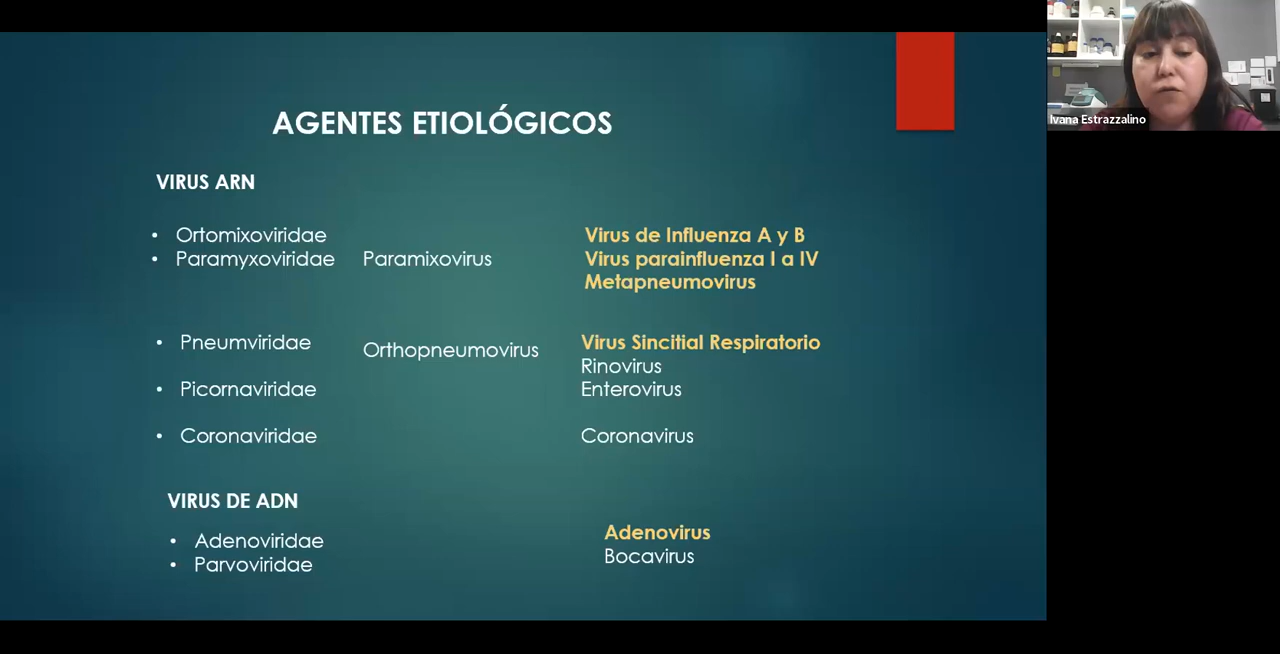 AGENTES ETIOLÓGICOS
VIRUS ARN
• Ortomixoviridae Virus de Influenza A y B
• Paramyxoviridae Paramixovirus Virus parainfluenza I a IV
Metapneumovirus
• Pneumviridae Orthopneumovirus Virus Sincitial Respiratorio
Rinovirus
• Picornaviridae Enterovirus
• Coronaviridae Coronavirus
VIRUS DE ADN
• Adenoviridae Adenovirus
• Parvoviridae Bocavirus
Ivana Estrazzalino